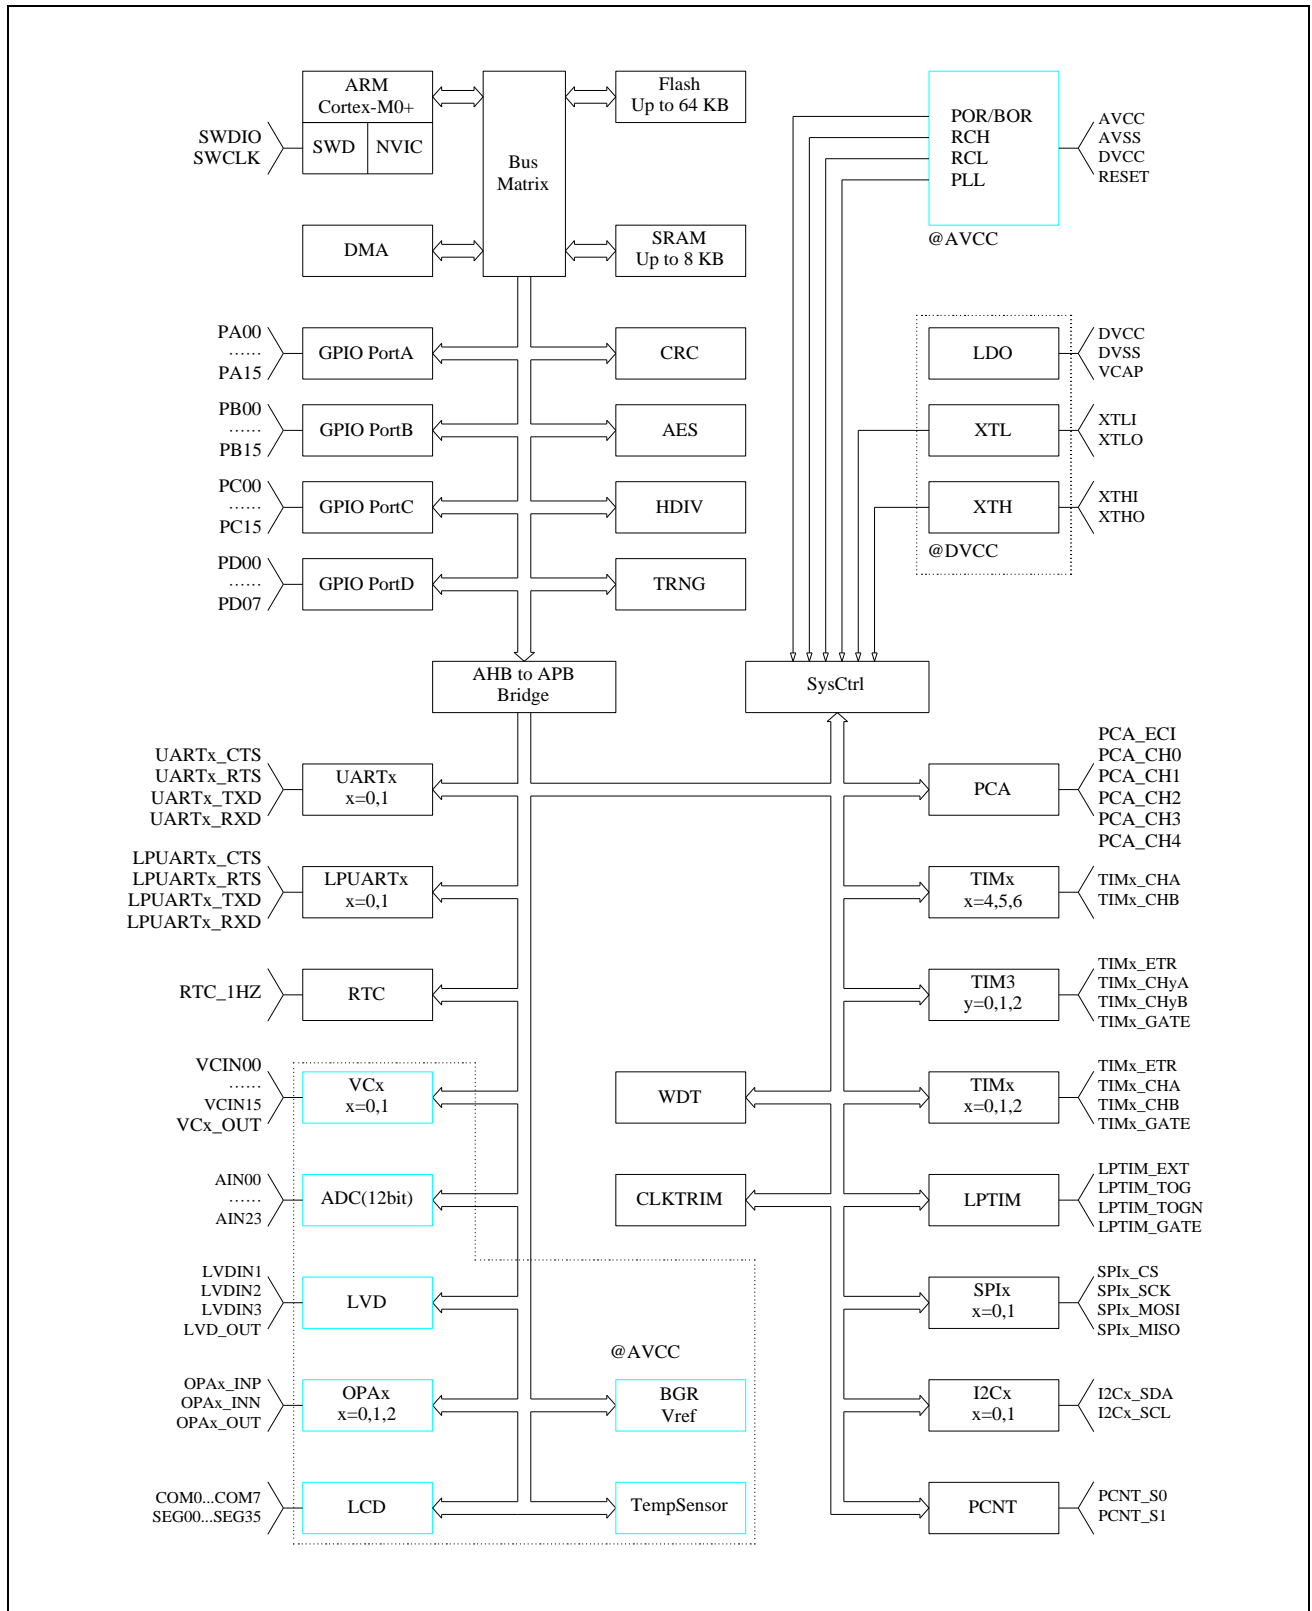 ARM
Cortex-M0+
SWD
NVIC
SWDIO
SWCLK
Bus
Matrix
Flash
Up to 64 KB
POR/BOR
RCH
RCL
PLL
@AVCC
AVCC
AVSS
DVCC
RESET
DMA
SRAM
Up to 8 KB
PA00
······
PA15
GPIO PortA
CRC
LDO
DVCC
DVSS
VCAP
PB00
······
PB15
GPIO PortB
AES
XTL
XTLI
XTLO
PC00
······
PC15
GPIO PortC
HDIV
XTH
XTHI
XTHO
@DVCC
PD00
······
PD07
GPIO PortD
TRNG
AHB to APB
Bridge
SysCtrl
UARTx_CTS
UARTx_RTS
UARTx_TXD
UARTx_RXD
UARTx
x=0,1
PCA
PCA_ECI
PCA_CH0
PCA_CH1
PCA_CH2
PCA_CH3
PCA_CH4
LPUARTx_CTS
LPUARTx_RTS
LPUARTx_TXD
LPUARTx_RXD
LPUARTx
x=0,1
TIMx
x=4,5,6
TIMx_CHA
TIMx_CHB
RTC_1HZ
RTC
TIM3
y=0,1,2
TIMx_ETR
TIMx_CHyA
TIMx_CHyB
TIMx_GATE
VCIN00
······
VCIN15
VCx_OUT
VCx
x=0,1
WDT
TIMx
x=0,1,2
TIMx_ETR
TIMx_CHA
TIMx_CHB
TIMx_GATE
AIN00
······
AIN23
ADC(12bit)
CLKTRIM
LPTIM
LPTIM_EXT
LPTIM_TOG
LPTIM_TOGN
LPTIM_GATE
LVDIN1
LVDIN2
LVDIN3
LVD_OUT
LVD
SPIx
x=0,1
SPIx_CS
SPIx_SCK
SPIx_MOSI
SPIx_MISO
@AVCC
OPAx_INP
OPAx_INN
OPAx_OUT
OPAx
x=0,1,2
BGR
Vref
I2Cx
x=0,1
I2Cx_SDA
I2Cx_SCL
COM0...COM7
SEG00...SEG35
LCD
TempSensor
PCNT
PCNT_S0
PCNT_S1